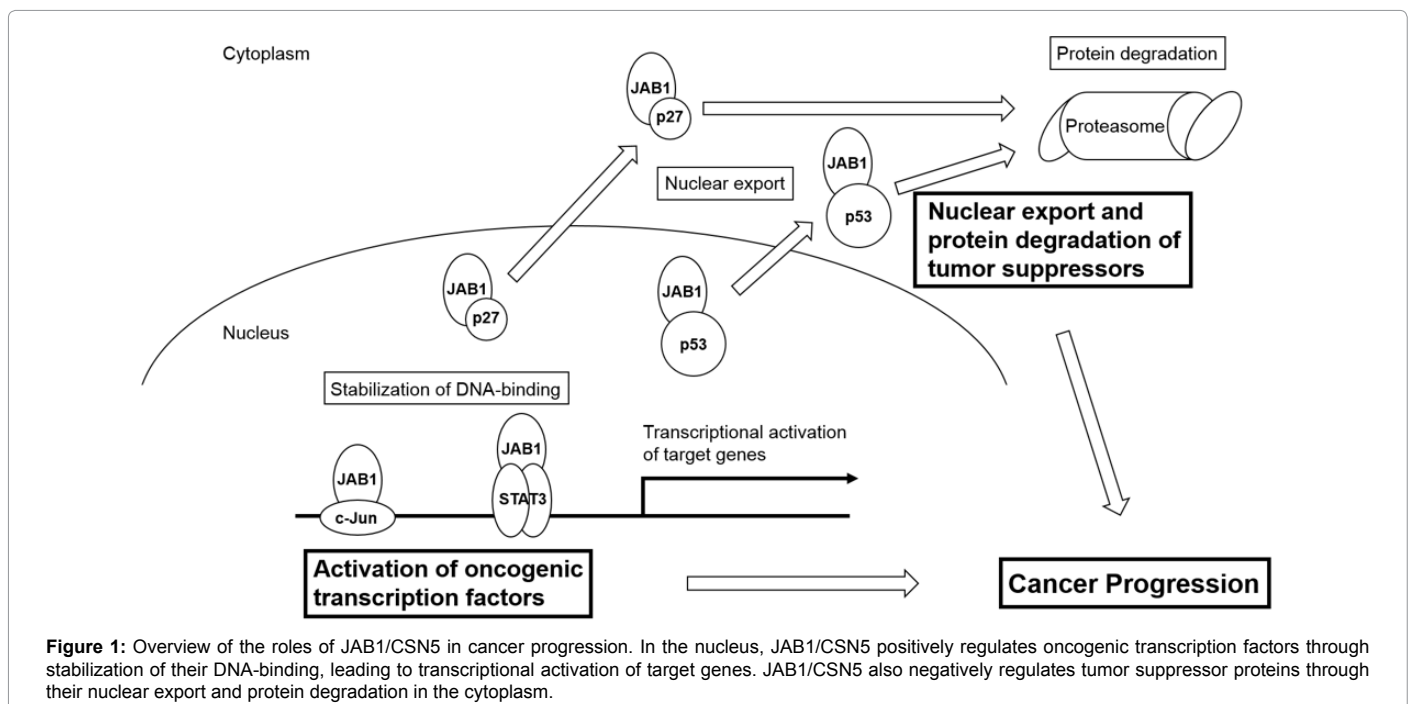 Cytoplasm
Protein degradation
JAB1
p27
Proteasome
JAB1
p53
Nuclear export
Nuclear export and
protein degradation of
tumor suppressors
JAB1
p27
JAB1
p53
Nucleus
Stabilization of DNA-binding
JAB1
c-Jun
JAB1
STAT3
Transcriptional activation
of target genes
Activation of oncogenic
transcription factors
Cancer Progression
Figure 1: Overview of the roles of JAB1/CSN5 in cancer progression. In the nucleus, JAB1/CSN5 positively regulates oncogenic transcription factors through
stabilization of their DNA-binding, leading to transcriptional activation of target genes. JAB1/CSN5 also negatively regulates tumor suppressor proteins through
their nuclear export and protein degradation in the cytoplasm.